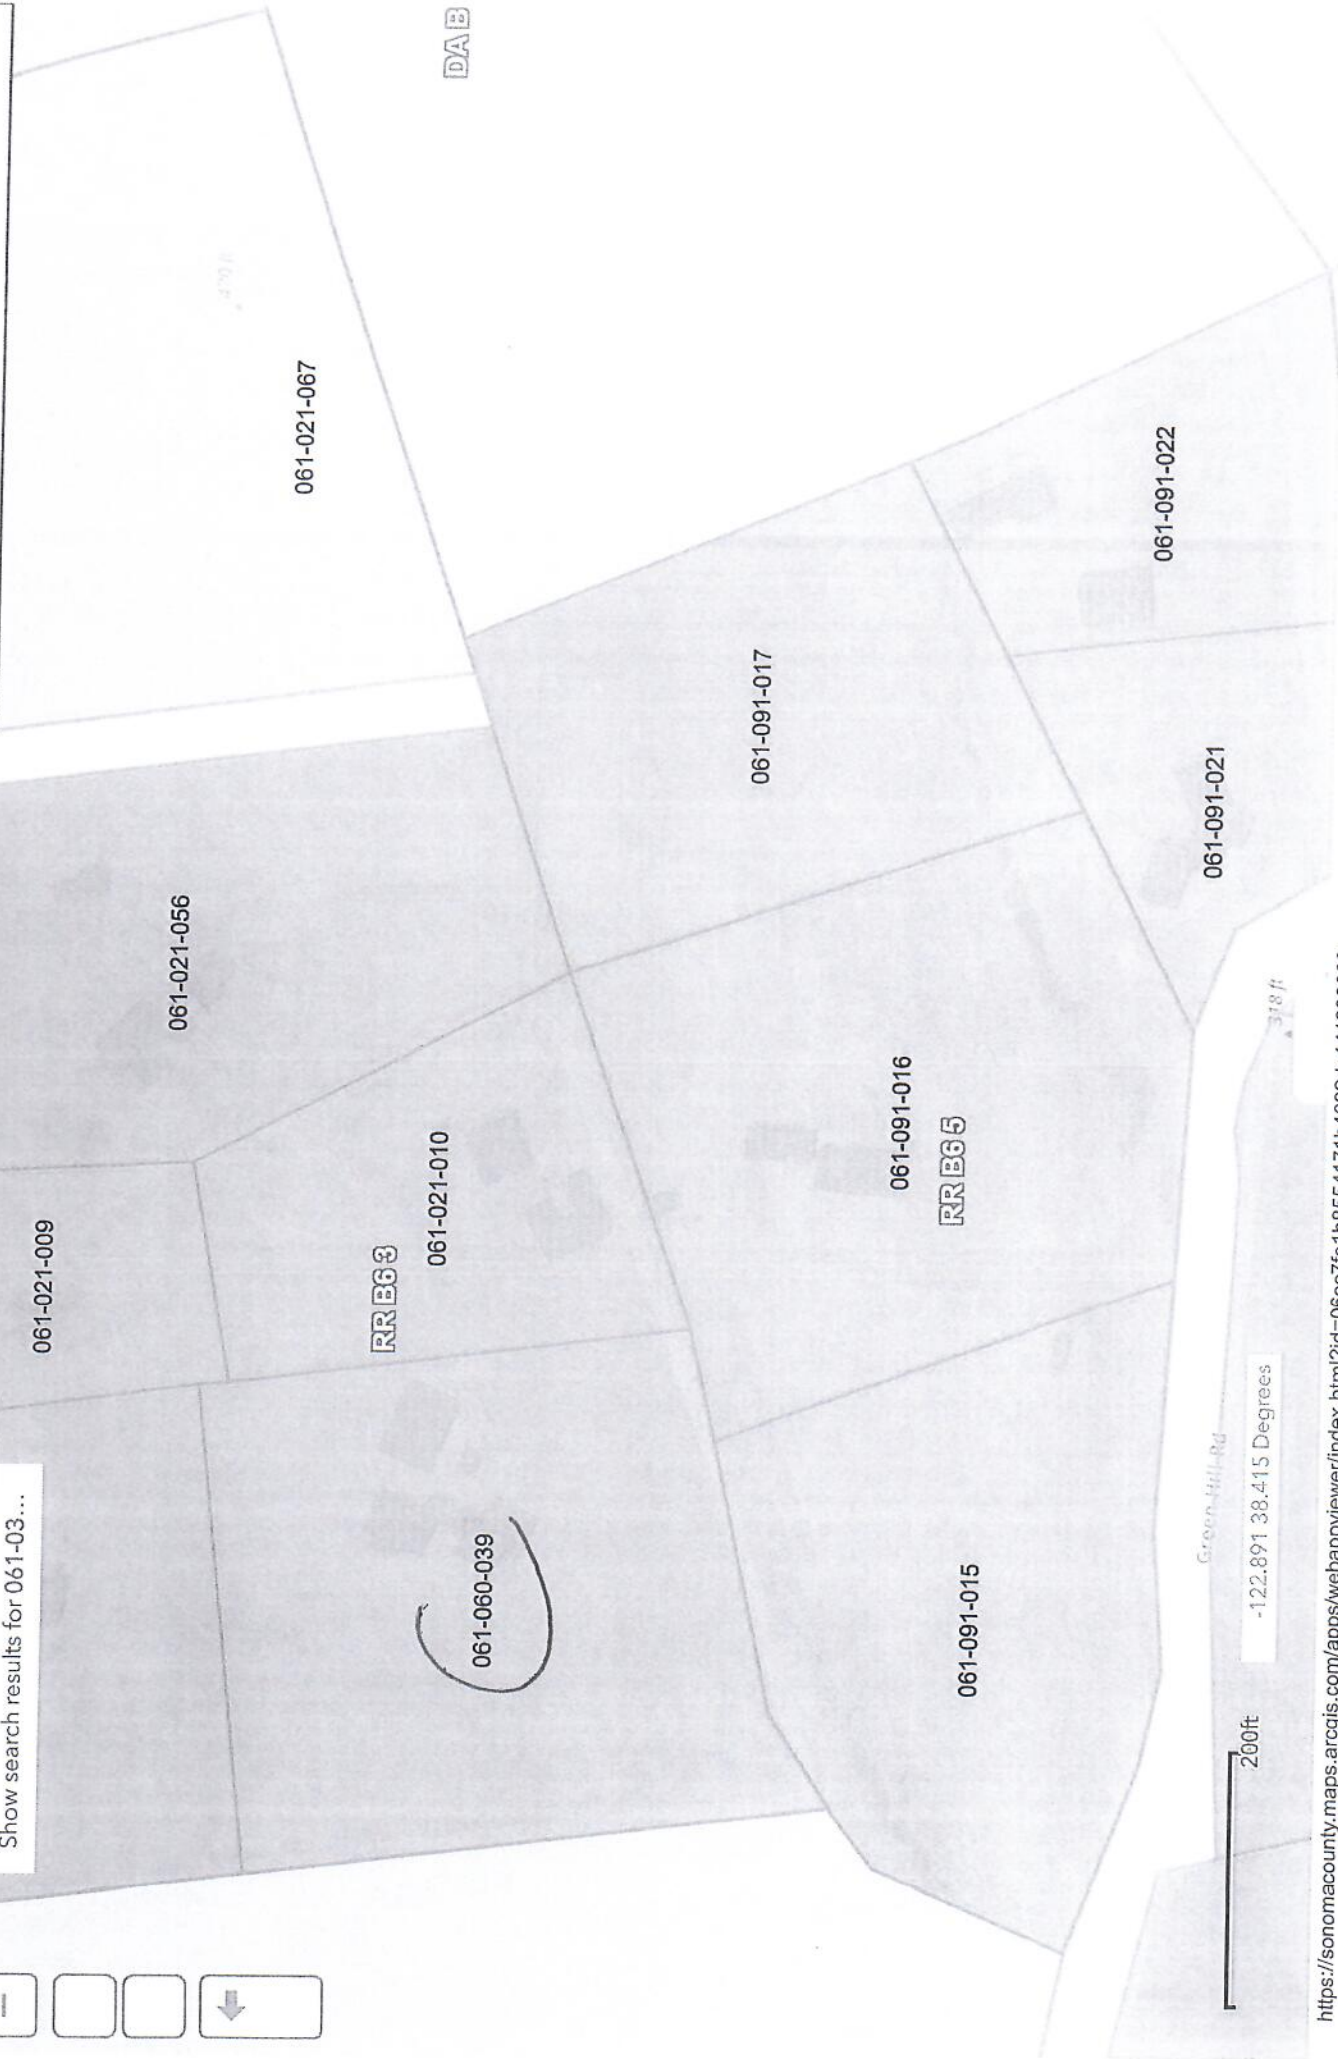 Show search results for 061-03...
061-021-009
061-021-056
061-021-067
DA B
RR B6 3
061-021-010
061-060-039
061-091-017
061-091-016
RR B6 5
061-091-015
061-091-022
061-091-021
Green Hill Rd
318 ft
-122.891 38.415 Degrees
200ft